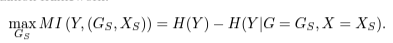 max MI (Y, (G_S, X_S)) = H(Y) − H(Y|G = G_S, X = X_S).
G_S